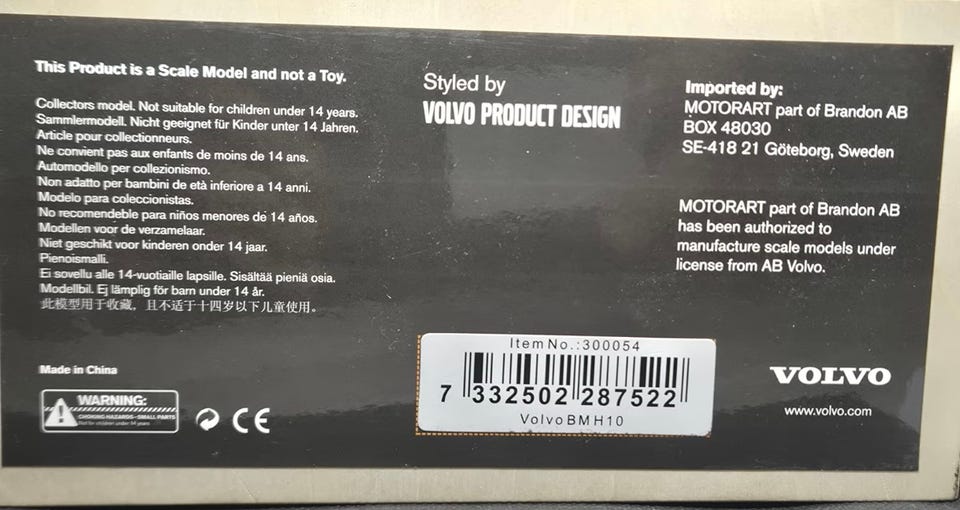 This Product is a Scale Model and not a Toy.
Collectors model. Not suitable for children under 14 years.
Sammlermodell. Nicht geeignet für Kinder unter 14 Jahren.
Article pour collectionneurs.
Ne convient pas aux enfants de moins de 14 ans.
Automodello per collezionismo.
Non adatto per bambini de età inferiore a 14 anni.
Modelo para coleccionistas.
No recomendeble para niños menores de 14 años.
Modellen voor de verzamelaar.
Niet geschikt voor kinderen onder 14 jaar.
Pienoismalli.
Ei sovellu alle 14-vuotiaille lapsille. Sisältää pieniä osia.
Modellbil. Ej lämplig för barn under 14 år.
此模型用于收藏，且不适于十四岁以下儿童使用。
Made in China
WARNING:
CHOKING HAZARDS-SMALL PARTS
Not for children under 14 years
CE
Styled by
VOLVO PRODUCT DESIGN
Item No.:300054
7 332502 287522
Volvo BM H10
Imported by:
MOTORART part of Brandon AB
BOX 48030
SE-418 21 Göteborg, Sweden
MOTORART part of Brandon AB
has been authorized to
manufacture scale models under
license from AB Volvo.
VOLVO
www.volvo.com